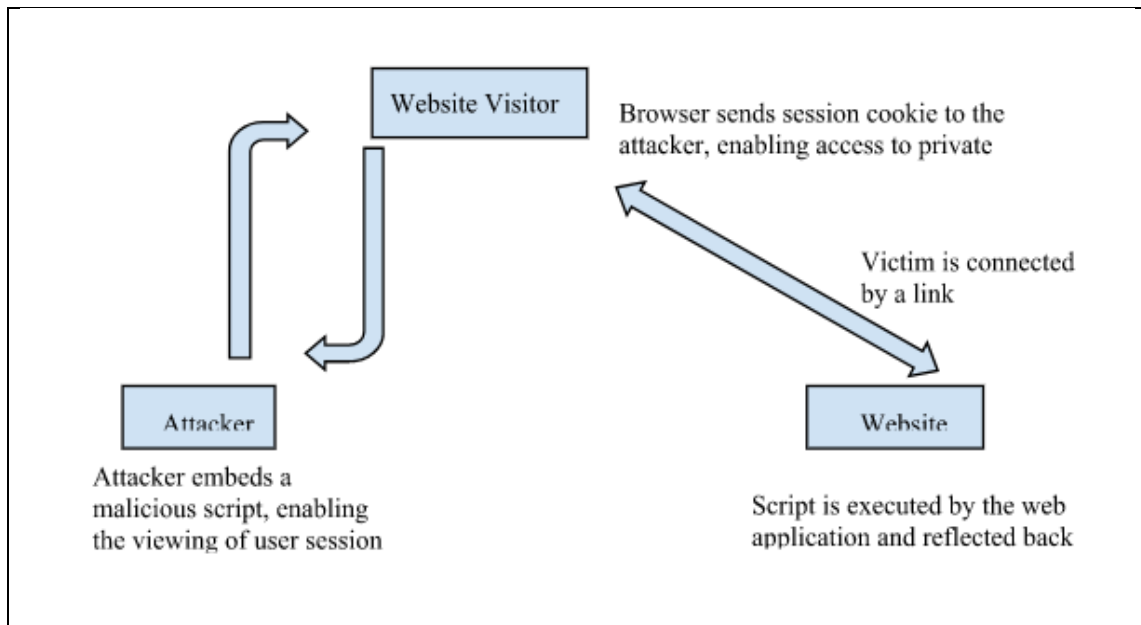 Website Visitor
Browser sends session cookie to the
attacker, enabling access to private
Victim is connected
by a link
Attacker
Website
Attacker embeds a
malicious script, enabling
the viewing of user session
Script is executed by the web
application and reflected back